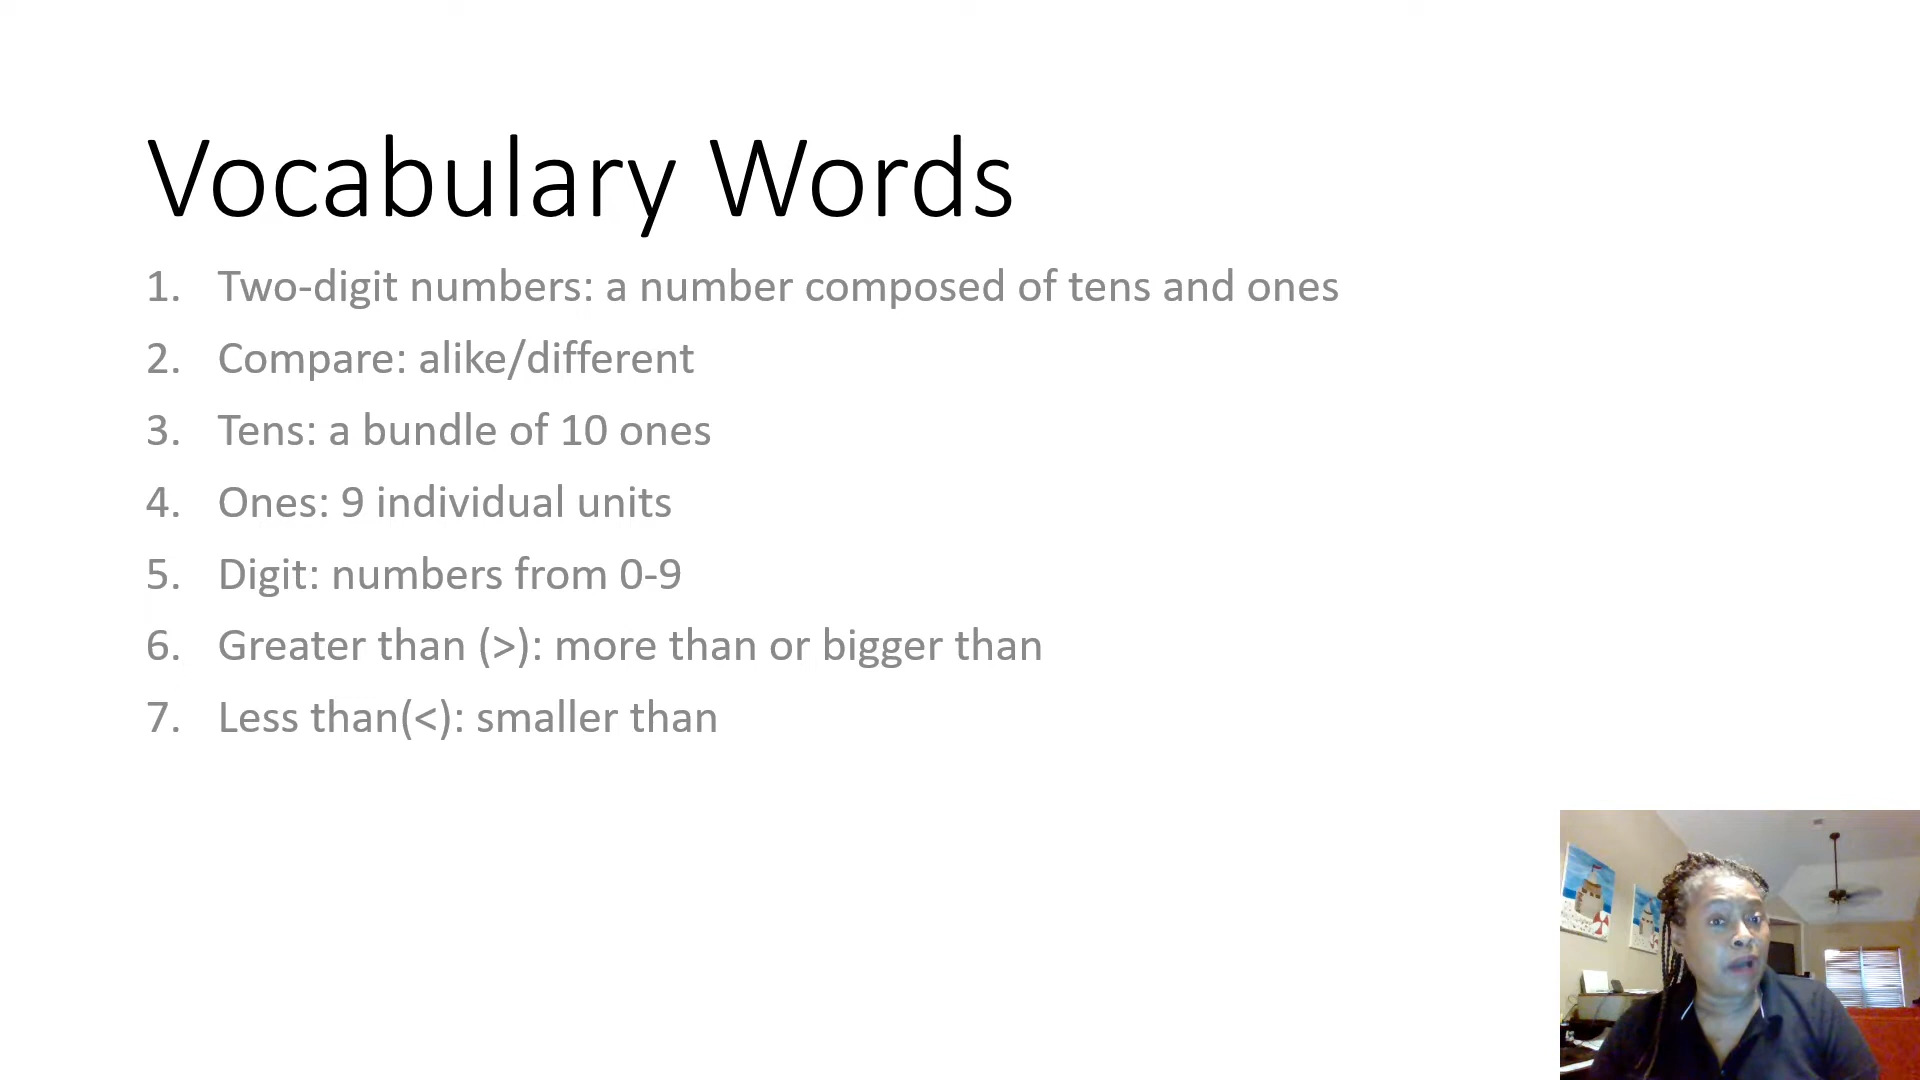 Vocabulary Words
1. Two-digit numbers: a number composed of tens and ones
2. Compare: alike/different
3. Tens: a bundle of 10 ones
4. Ones: 9 individual units
5. Digit: numbers from 0-9
6. Greater than (>): more than or bigger than
7. Less than(<): smaller than